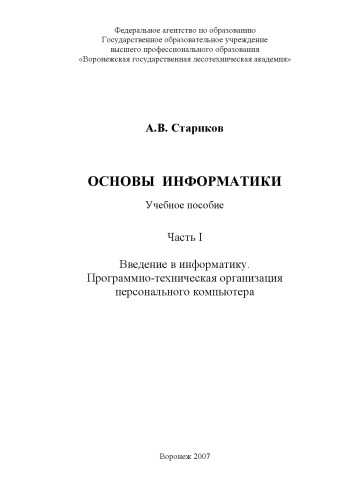 Федеральное агентство по образованию
Государственное образовательное учреждение
высшего профессионального образования
«Воронежская государственная лесотехническая академия»
А.В. Стариков
ОСНОВЫ ИНФОРМАТИКИ
Учебное пособие
Часть I
Введение в информатику.
Программно-техническая организация
персонального компьютера
Воронеж 2007